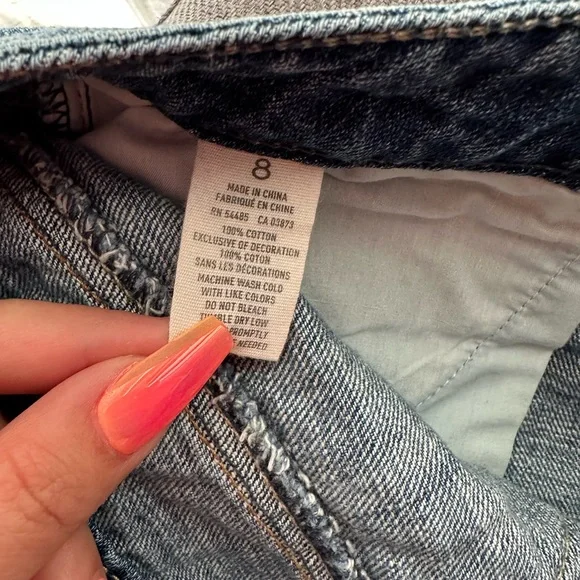 8
MADE IN CHINA
FABRIQUÉ EN CHINE
RN 54485 CA 03873
100% COTTON
EXCLUSIVE OF DECORATION
100% COTON
SANS LES DÉCORATIONS
MACHINE WASH COLD
WITH LIKE COLORS
DO NOT BLEACH
TUMBLE DRY LOW
PROMPTLY
NEEDED